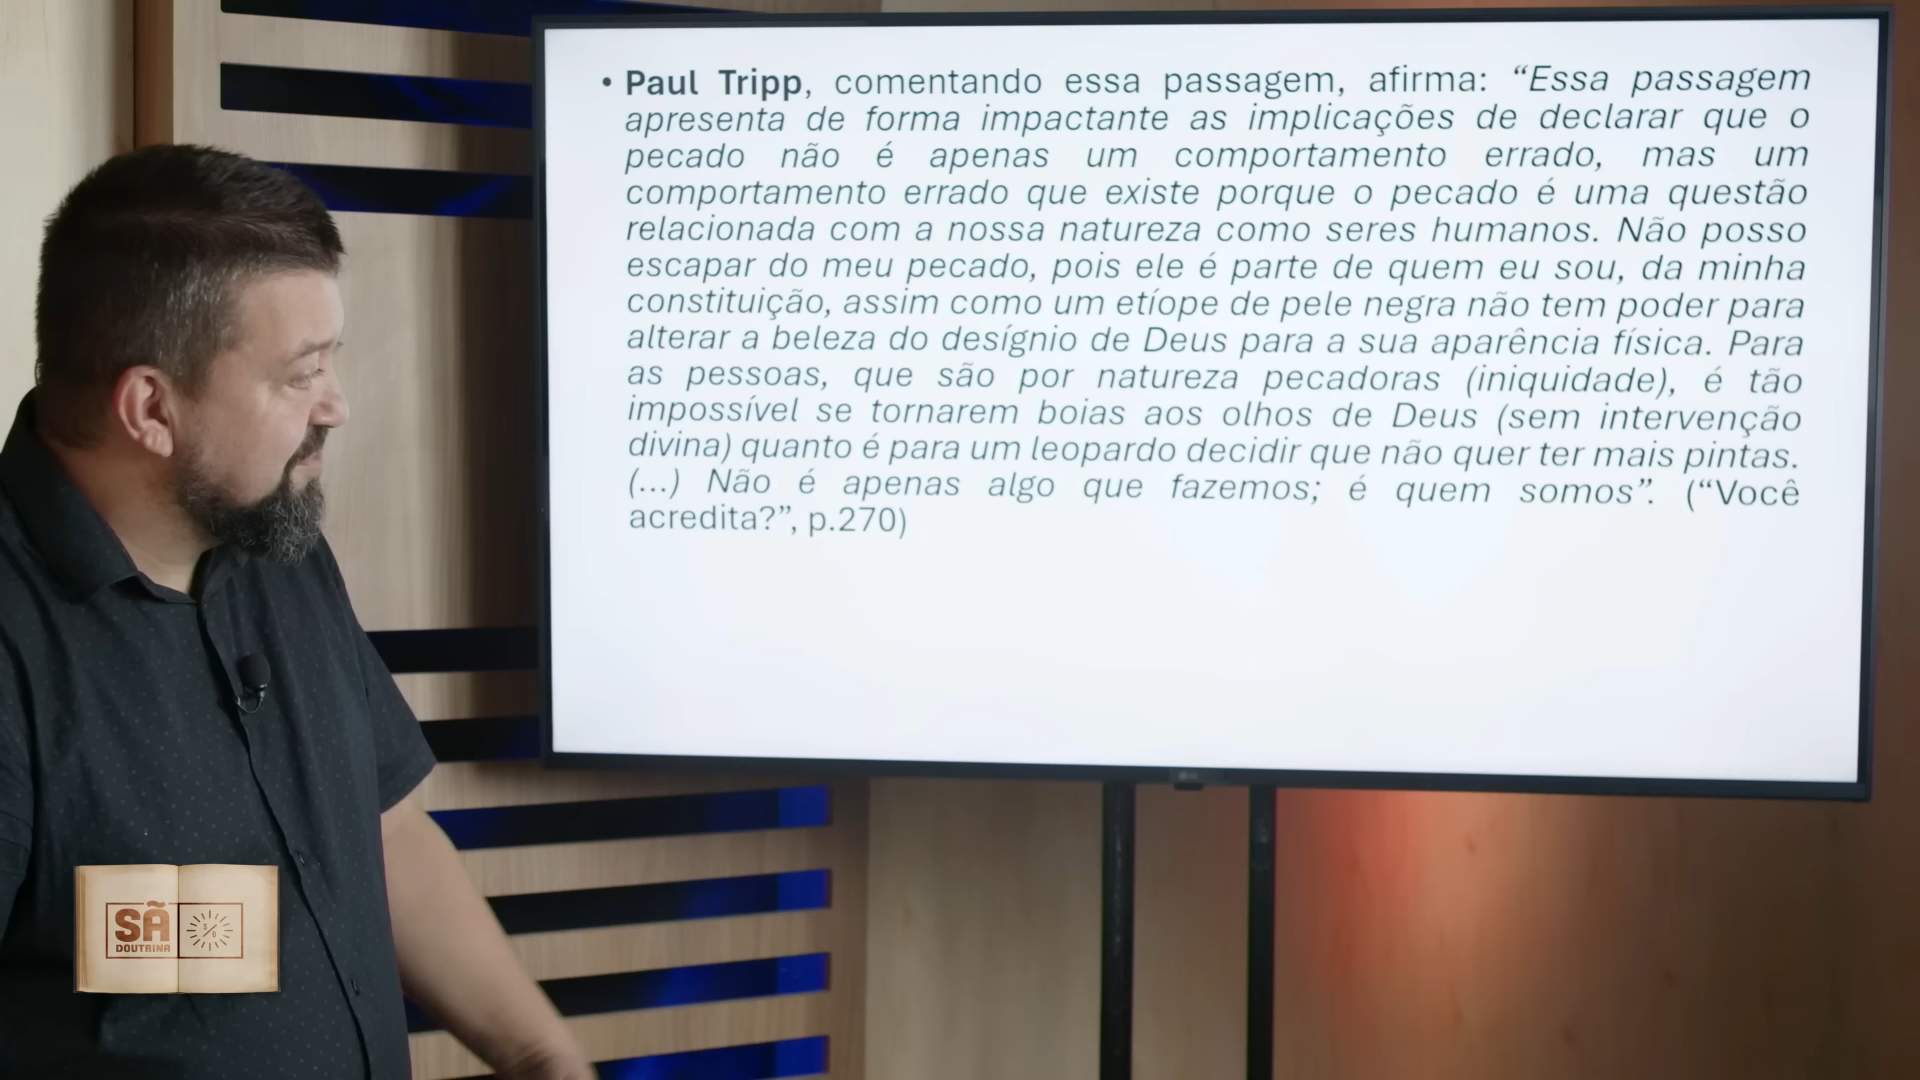 • Paul Tripp, comentando essa passagem, afirma: “Essa passagem
apresenta de forma impactante as implicações de declarar que o
pecado não é apenas um comportamento errado, mas um
comportamento errado que existe porque o pecado é uma questão
relacionada com a nossa natureza como seres humanos. Não posso
escapar do meu pecado, pois ele é parte de quem eu sou, da minha
constituição, assim como um etíope de pele negra não tem poder para
alterar a beleza do desígnio de Deus para a sua aparência física. Para
as pessoas, que são por natureza pecadoras (iniquidade), é tão
impossível se tornarem boias aos olhos de Deus (sem intervenção
divina) quanto é para um leopardo decidir que não quer ter mais pintas.
(...) Não é apenas algo que fazemos; é quem somos”. (“Você
acredita?”, p.270)
SÃ
DOUTRINA
S/D